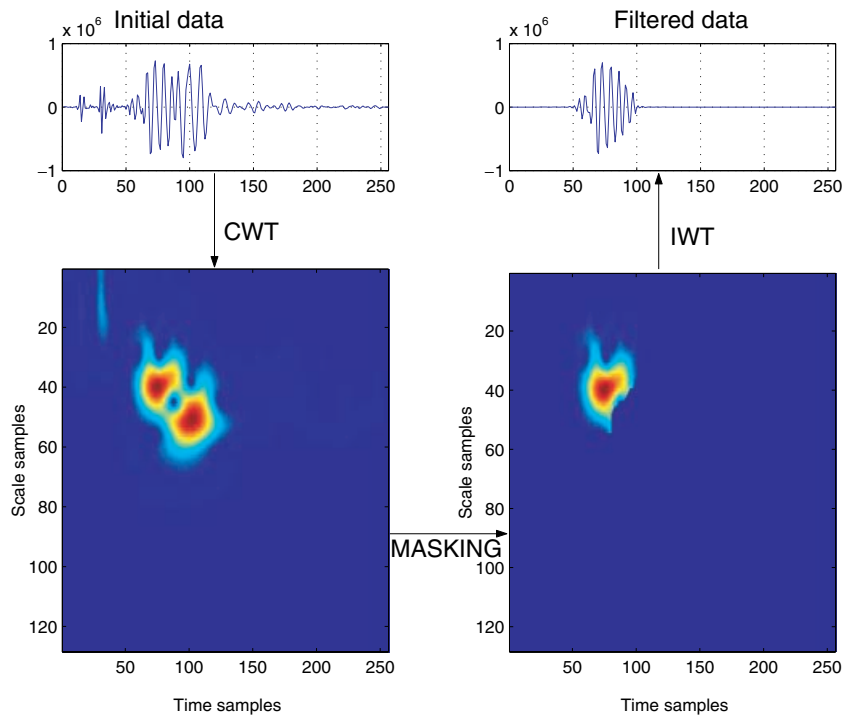 Initial data
Filtered data
x 10^6
1
0
−1
0 50 100 150 200 250
x 10^6
1
0
−1
0 50 100 150 200 250
CWT
IWT
Scale samples
20
40
60
80
100
120
50 100 150 200 250
Time samples
MASKING
Scale samples
20
40
60
80
100
120
50 100 150 200 250
Time samples